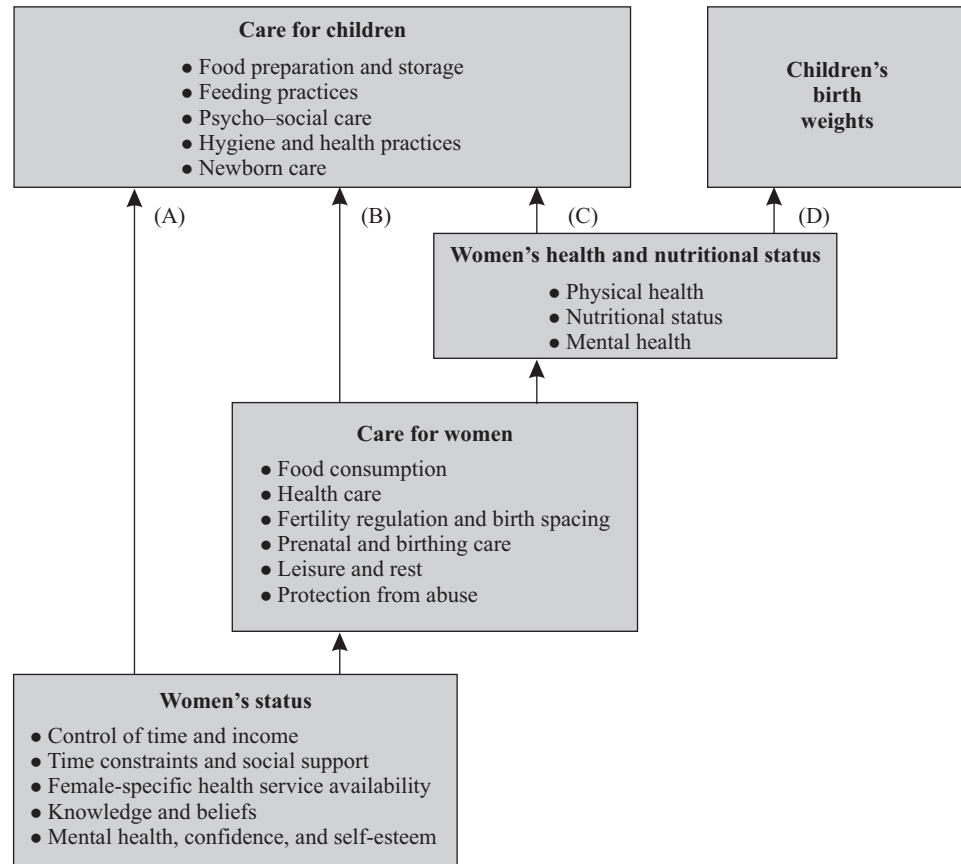 Care for children
● Food preparation and storage
● Feeding practices
● Psycho–social care
● Hygiene and health practices
● Newborn care
Children’s
birth
weights
(A)
(B)
(C)
(D)
Women’s health and nutritional status
● Physical health
● Nutritional status
● Mental health
Care for women
● Food consumption
● Health care
● Fertility regulation and birth spacing
● Prenatal and birthing care
● Leisure and rest
● Protection from abuse
Women’s status
● Control of time and income
● Time constraints and social support
● Female-specific health service availability
● Knowledge and beliefs
● Mental health, confidence, and self-esteem